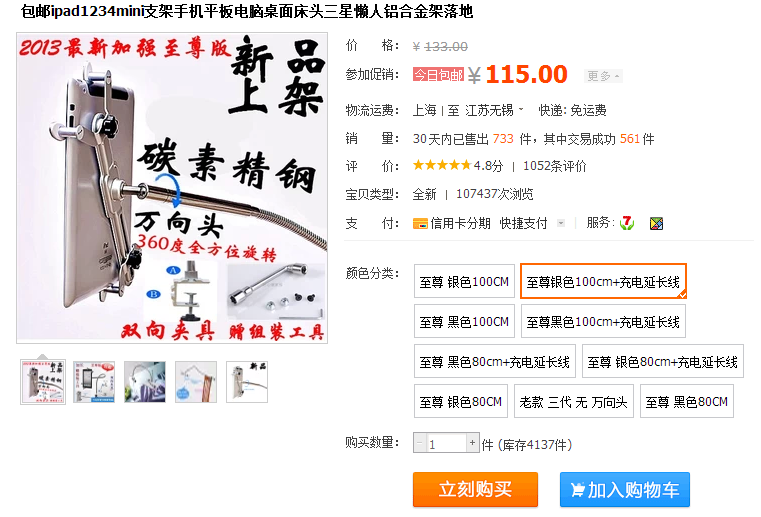 包邮ipad1234mini支架手机平板电脑桌面床头三星懒人铝合金架落地
2013最新加强至尊版
新品
上架
碳素精钢
万向头
360度全方位旋转
A
B
双向夹具 赠组装工具
价 格: ¥ 133.00
参加促销: 今日包邮 ¥ 115.00 更多
物流运费: 上海 | 至 江苏无锡 快递: 免运费
销 量: 30天内已售出 733 件，其中交易成功 561件
评 价: 4.8分 | 1052条评价
宝贝类型: 全新 | 107437次浏览
支 付: 信用卡分期 快捷支付 | 服务: 7
颜色分类: 至尊 银色100CM 至尊银色100cm+充电延长线
至尊 黑色100CM 至尊黑色100cm+充电延长线
至尊 黑色80cm+充电延长线 至尊 银色80cm+充电延长线
至尊 银色80CM 老款 三代 无 万向头 至尊 黑色80CM
购买数量: - 1 + 件 (库存4137件)
立刻购买 加入购物车